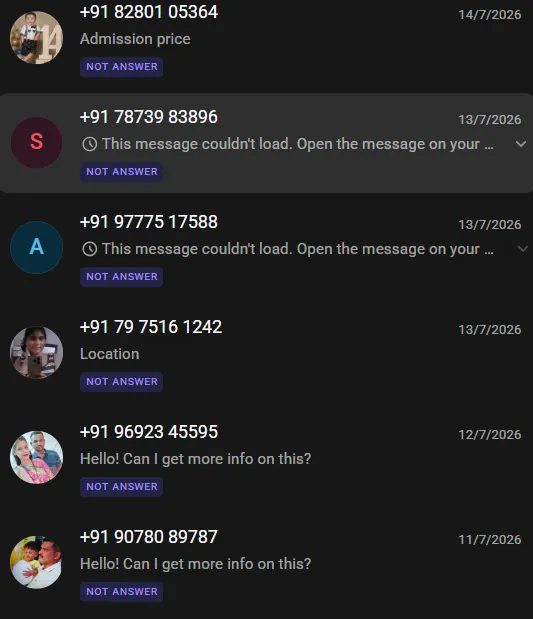 +91 82801 05364
14/7/2026
Admission price
NOT ANSWER
+91 78739 83896
13/7/2026
S
This message couldn't load. Open the message on your ...
NOT ANSWER
+91 97775 17588
13/7/2026
A
This message couldn't load. Open the message on your ...
NOT ANSWER
+91 79 7516 1242
13/7/2026
Location
NOT ANSWER
+91 96923 45595
12/7/2026
Hello! Can I get more info on this?
NOT ANSWER
+91 90780 89787
11/7/2026
Hello! Can I get more info on this?
NOT ANSWER